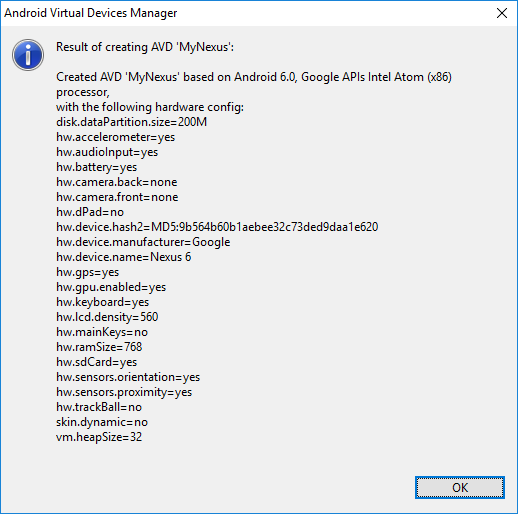 Android Virtual Devices Manager
Result of creating AVD 'MyNexus':
Created AVD 'MyNexus' based on Android 6.0, Google APIs Intel Atom (x86)
processor,
with the following hardware config:
disk.dataPartition.size=200M
hw.accelerometer=yes
hw.audioInput=yes
hw.battery=yes
hw.camera.back=none
hw.camera.front=none
hw.dPad=no
hw.device.hash2=MD5:9b564b60b1aebee32c73ded9daa1e620
hw.device.manufacturer=Google
hw.device.name=Nexus 6
hw.gps=yes
hw.gpu.enabled=yes
hw.keyboard=yes
hw.lcd.density=560
hw.mainKeys=no
hw.ramSize=768
hw.sdCard=yes
hw.sensors.orientation=yes
hw.sensors.proximity=yes
hw.trackBall=no
skin.dynamic=no
vm.heapSize=32
OK